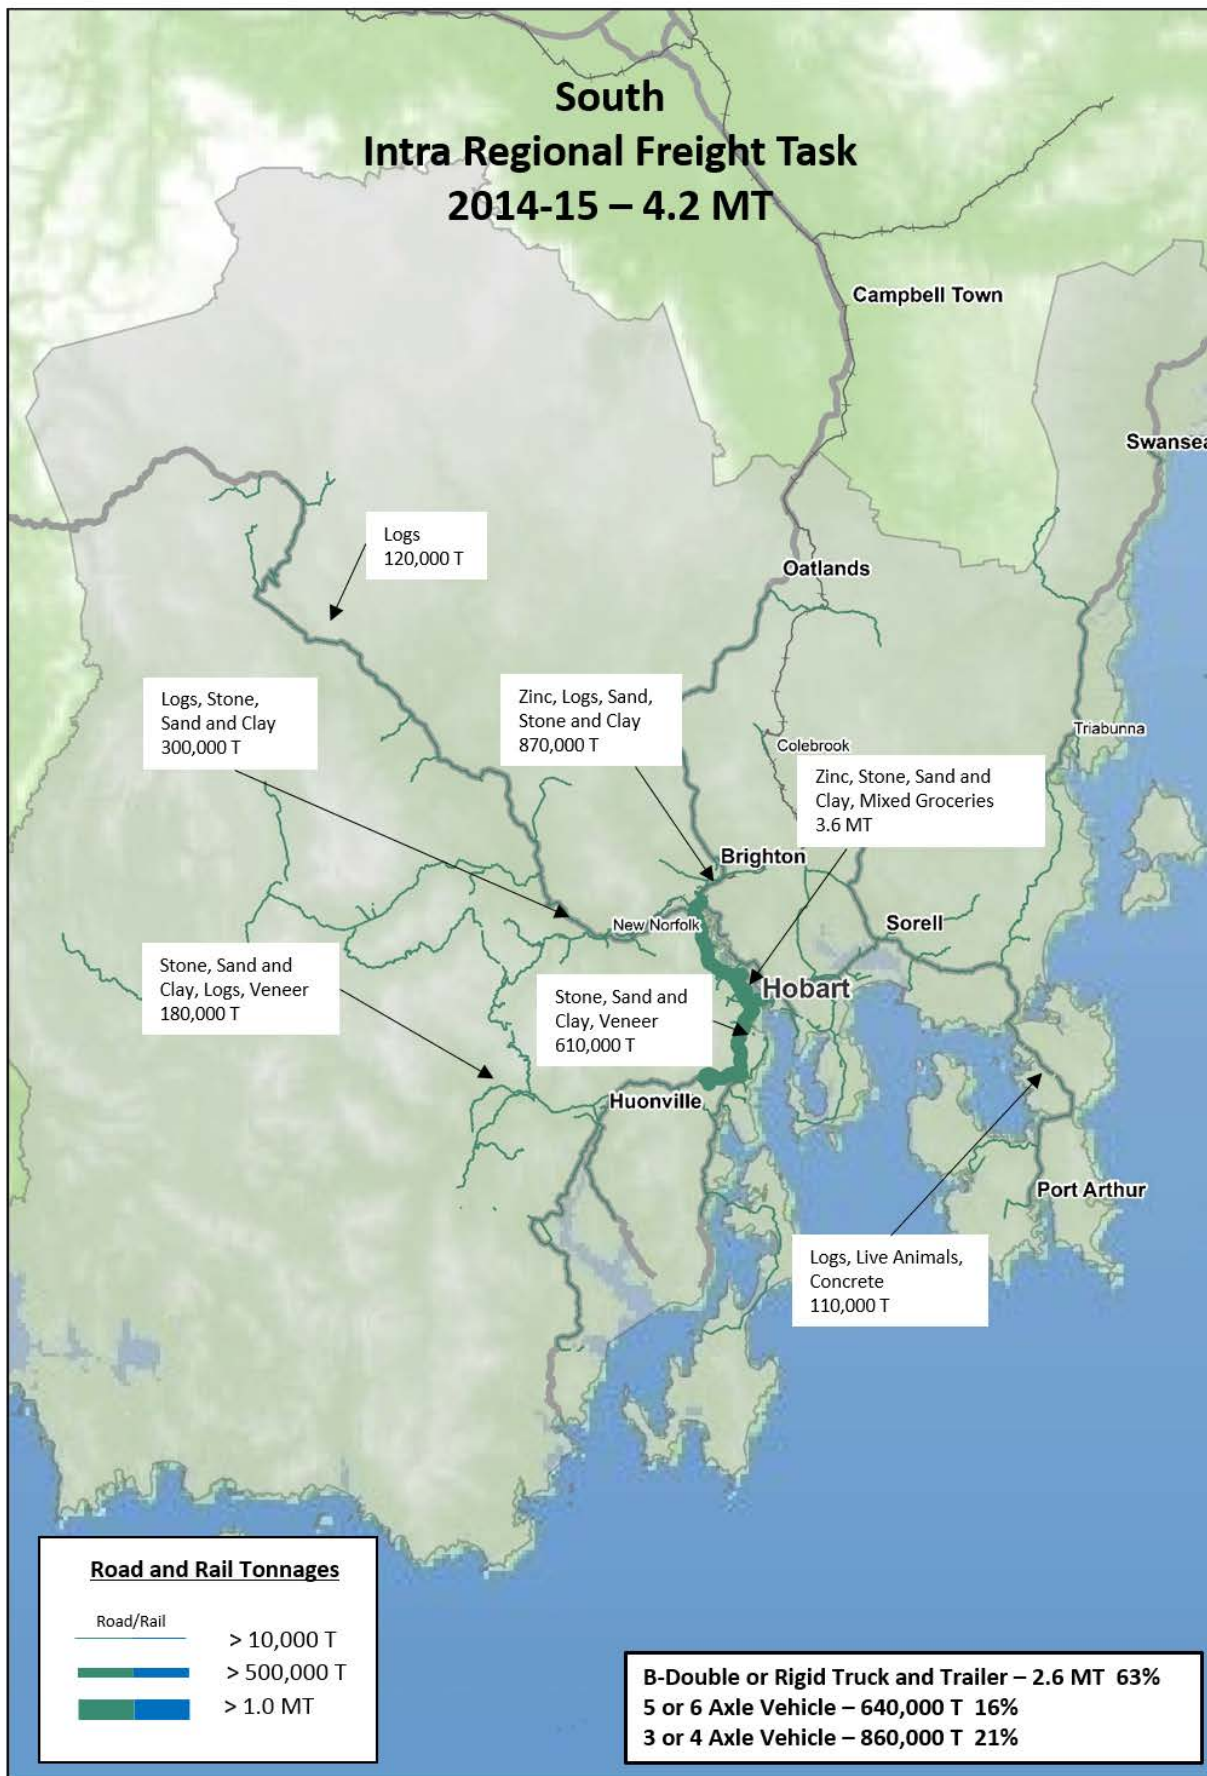 South
Intra Regional Freight Task
2014-15 – 4.2 MT
Campbell Town
Swansea
Logs
120,000 T
Oatlands
Logs, Stone,
Sand and Clay
300,000 T
Zinc, Logs, Sand,
Stone and Clay
870,000 T
Triabunna
Colebrook
Zinc, Stone, Sand and
Clay, Mixed Groceries
3.6 MT
Brighton
New Norfolk
Sorell
Stone, Sand and
Clay, Logs, Veneer
180,000 T
Hobart
Stone, Sand and
Clay, Veneer
610,000 T
Huonville
Port Arthur
Logs, Live Animals,
Concrete
110,000 T
Road and Rail Tonnages
Road/Rail
> 10,000 T
> 500,000 T
> 1.0 MT
B-Double or Rigid Truck and Trailer – 2.6 MT 63%
5 or 6 Axle Vehicle – 640,000 T 16%
3 or 4 Axle Vehicle – 860,000 T 21%